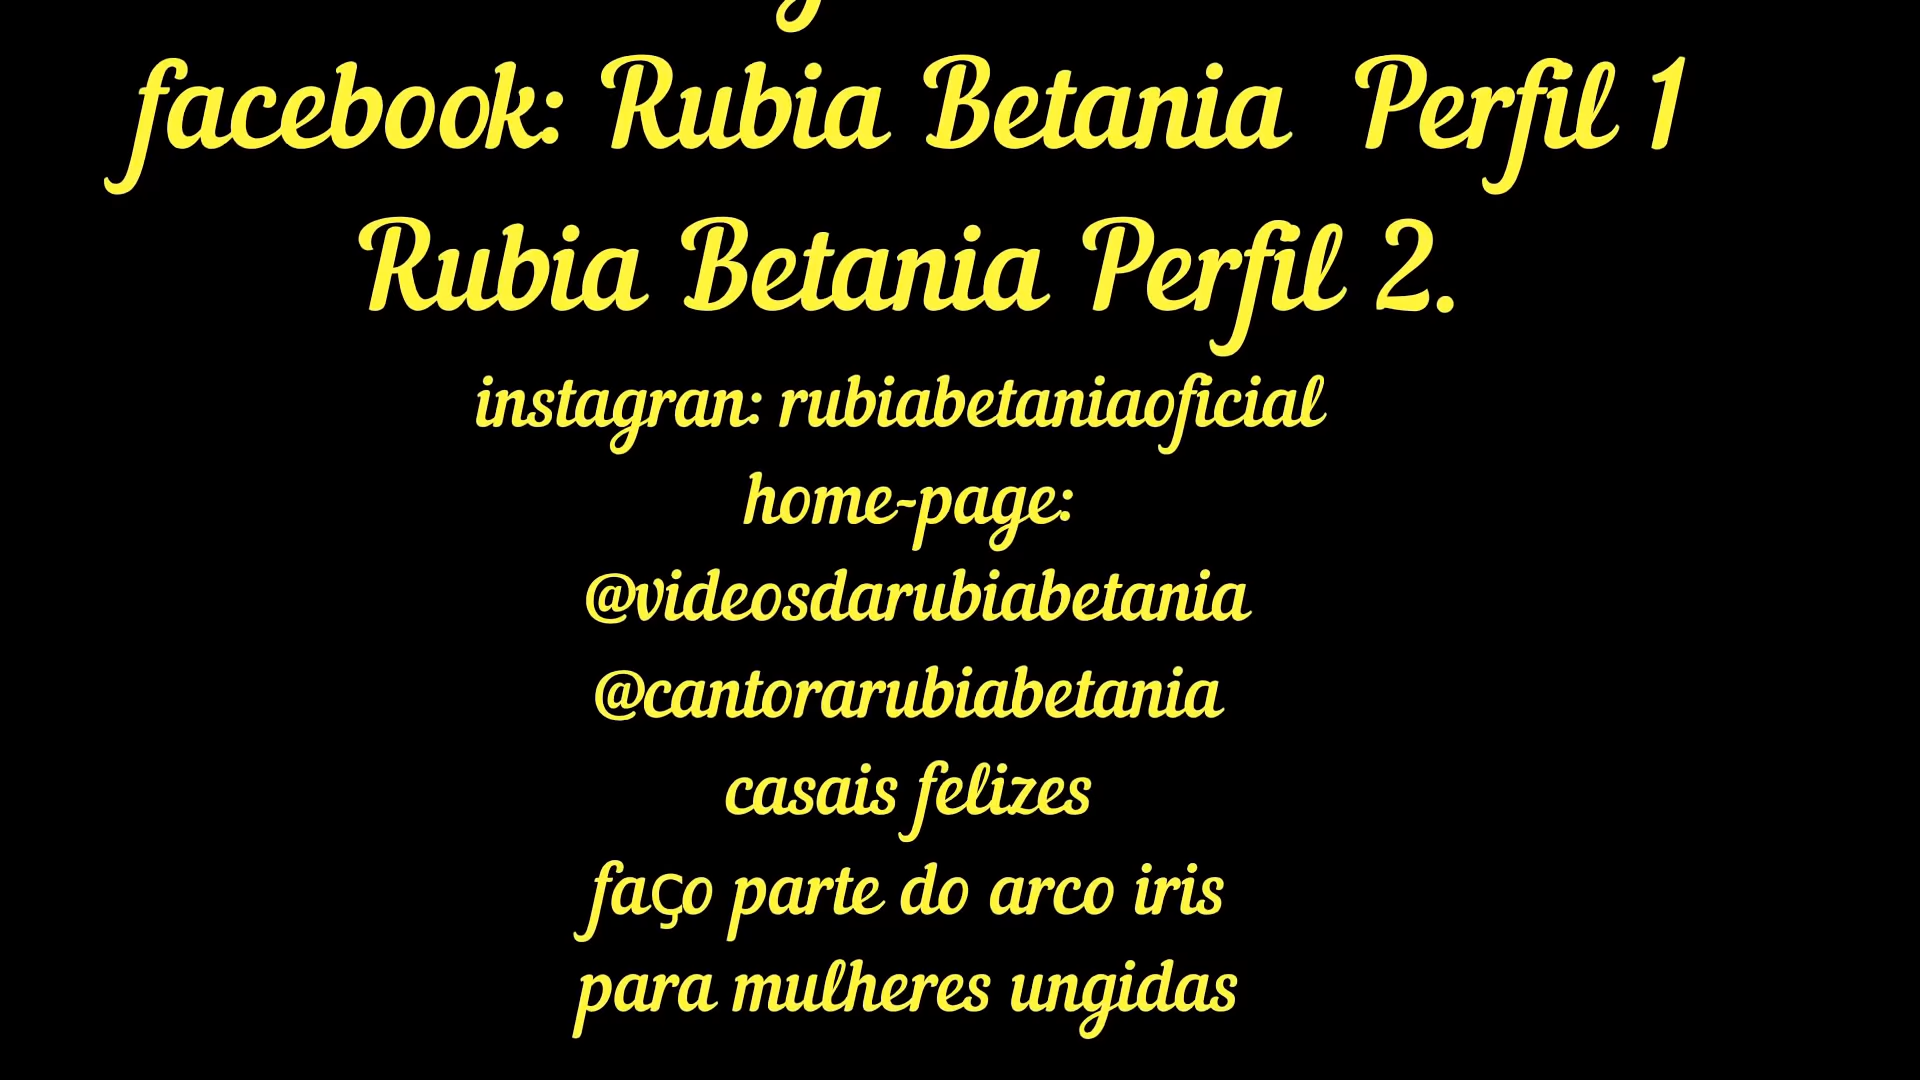 facebook: Rubia Betania Perfil 1
Rubia Betania Perfil 2.
instagran: rubiabetaniaoficial
home-page:
@videosdarubiabetania
@cantorarubiabetania
casais felizes
faço parte do arco iris
para mulheres ungidas